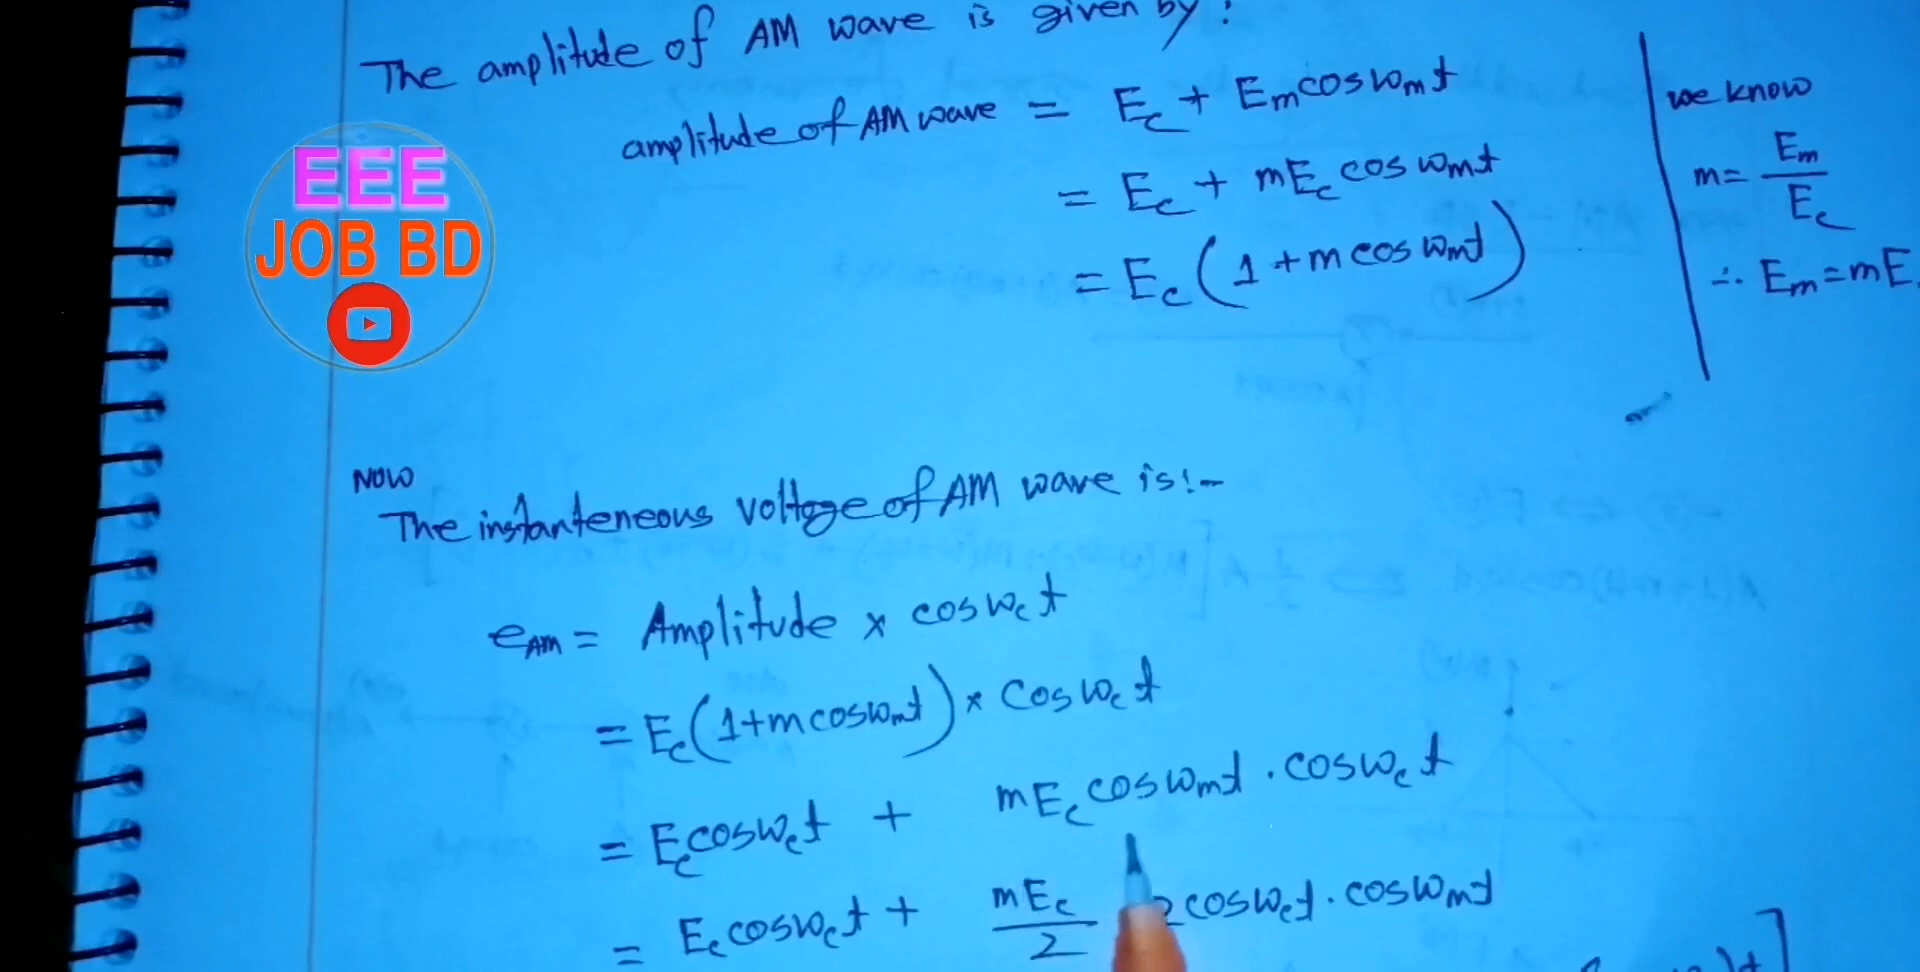 The amplitude of AM wave is given by:
amplitude of AM wave = Ec + Em cos ωmt
= Ec + mEc cos ωmt
= Ec (1 + m cos ωmt)
we know
m = Em / Ec
∴ Em = mE
EEE
JOB BD
NOW
The instanteneous voltage of AM wave is:-
eAM = Amplitude × cos ωct
= Ec (1 + m cos ωmt) × cos ωct
= Ec cos ωct + mEc cos ωmt . cos ωct
= Ec cos ωct + mEc / 2 2 cos ωct . cos ωmt